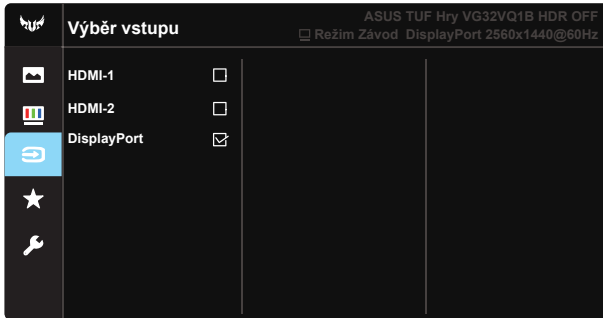 Výběr vstupu
ASUS TUF Hry VG32VQ1B HDR OFF
Režim Závod DisplayPort 2560x1440@60Hz
HDMI-1
HDMI-2
DisplayPort